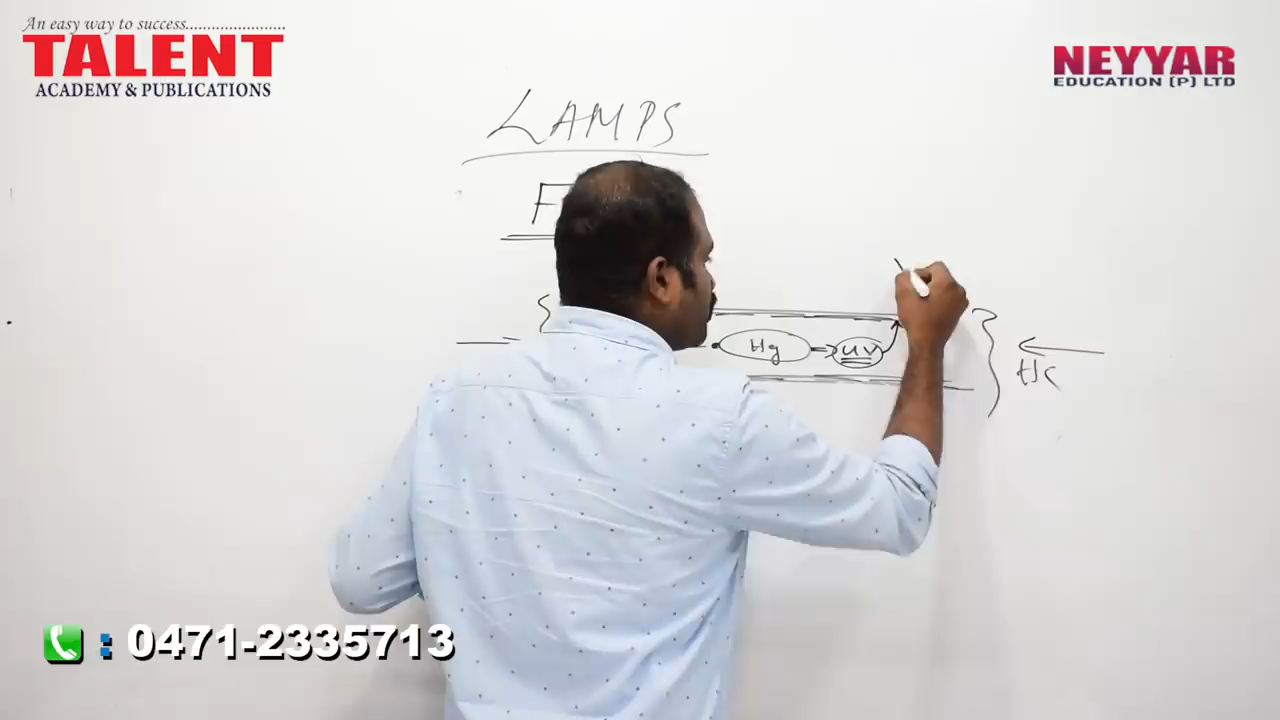 An easy way to success......................
TALENT
ACADEMY & PUBLICATIONS
NEYYAR
EDUCATION (P) LTD
LAMPS
F
Hg
UV
: 0471-2335713